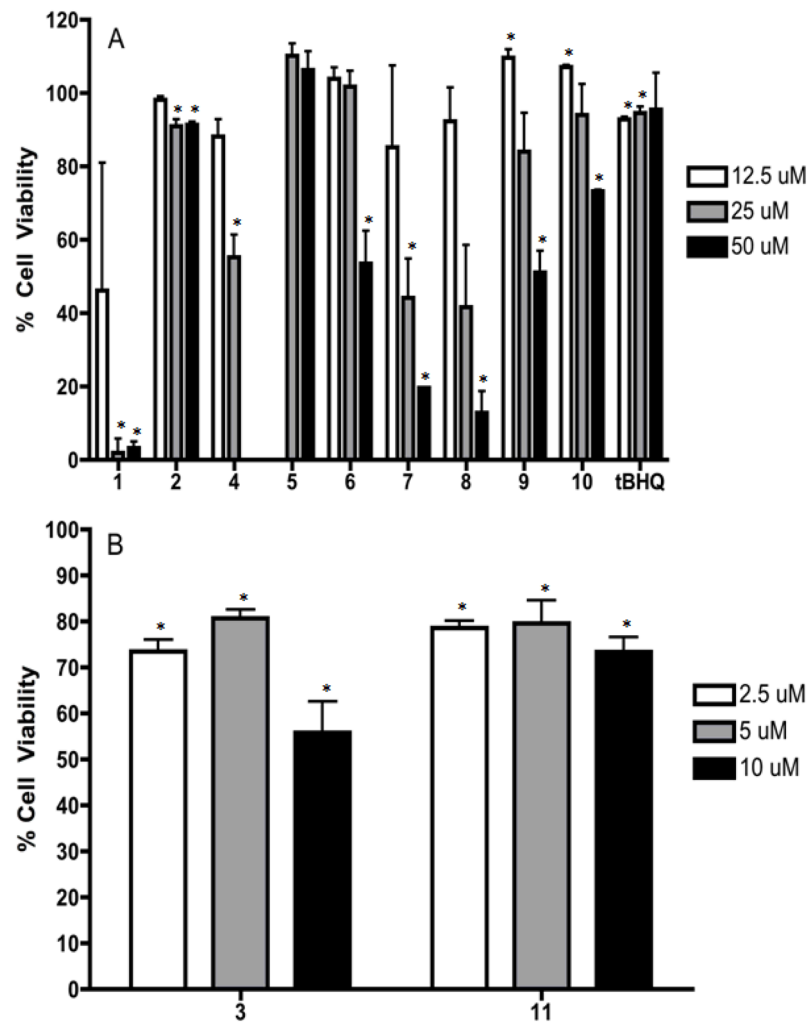 A
% Cell Viability
120
100
80
60
40
20
0
* * * * * * * * * * * * * *
1 2 4 5 6 7 8 9 10 tBHQ
12.5 uM
25 uM
50 uM
B
% Cell Viability
100
90
80
70
60
50
40
30
20
10
0
* * * * * *
3 11
2.5 uM
5 uM
10 uM